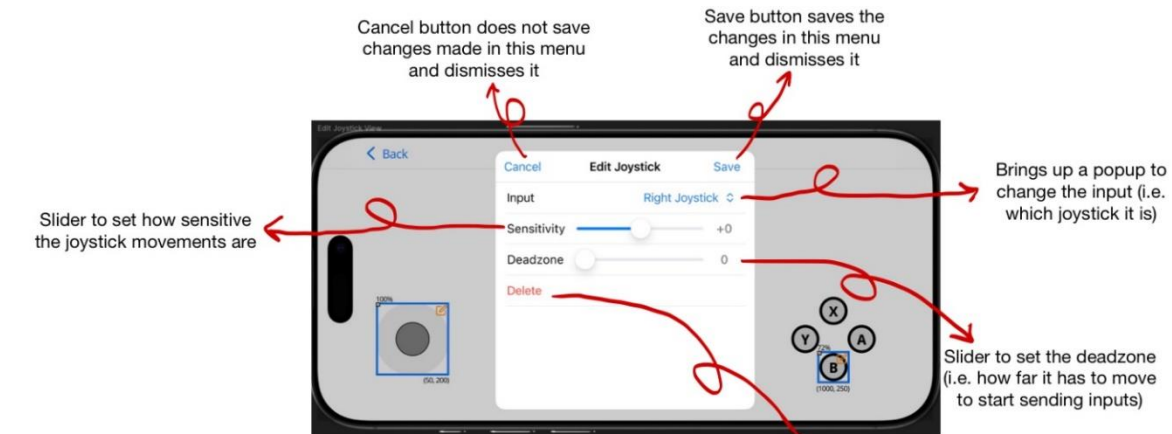 Cancel button does not save
changes made in this menu
and dismisses it
Save button saves the
changes in this menu
and dismisses it
Edit Joystick View
Back
Cancel
Edit Joystick
Save
Input
Right Joystick
Sensitivity
+0
Deadzone
0
Delete
Brings up a popup to
change the input (i.e.
which joystick it is)
Slider to set how sensitive
the joystick movements are
100%
(50, 200)
X
Y
A
72%
B
(1000, 250)
Slider to set the deadzone
(i.e. how far it has to move
to start sending inputs)